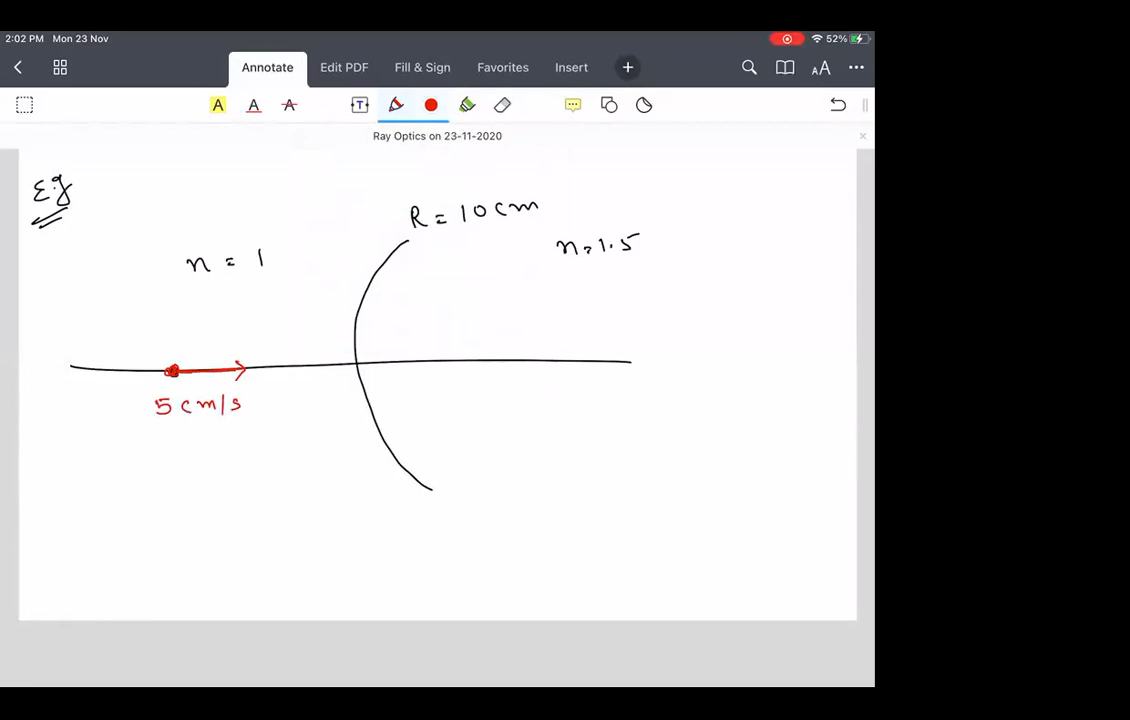 2:02 PM Mon 23 Nov
52%
Annotate Edit PDF Fill & Sign Favorites Insert
Ray Optics on 23-11-2020
E.g
R = 10 cm
n = 1.5
n = 1
5 cm/s